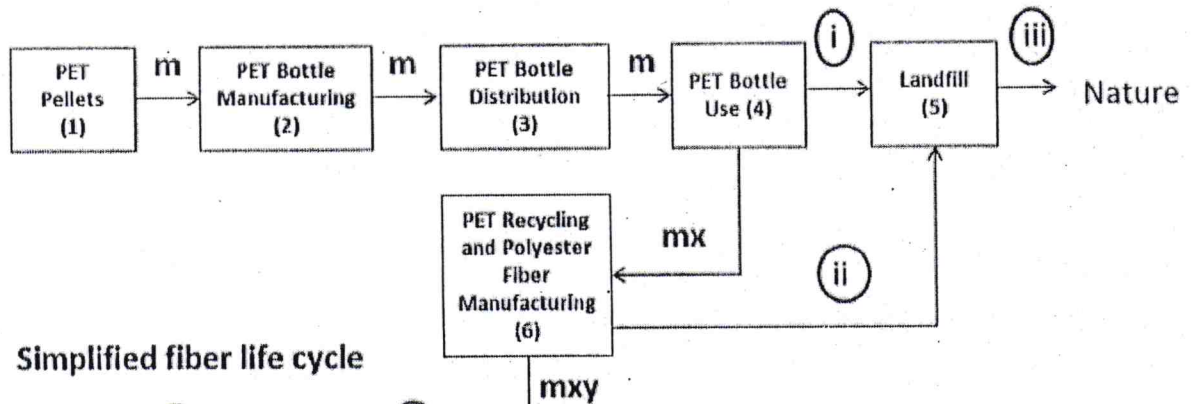 PET
Pellets
(1)
m
PET Bottle
Manufacturing
(2)
m
PET Bottle
Distribution
(3)
m
PET Bottle
Use (4)
i
Landfill
(5)
iii
Nature
PET Recycling
and Polyester
Fiber
Manufacturing
(6)
mx
ii
Simplified fiber life cycle
mxy